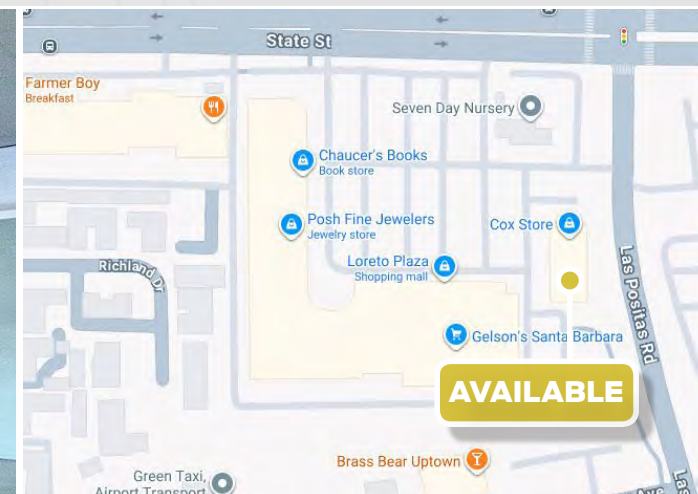 State St
Farmer Boy
Breakfast
Seven Day Nursery
Chaucer's Books
Book store
Posh Fine Jewelers
Jewelry store
Cox Store
Loreto Plaza
Shopping mall
Richland Dr
Las Positas Rd
Gelson's Santa Barbara
AVAILABLE
Brass Bear Uptown
Green Taxi,
Airport Transport
Ave
Las